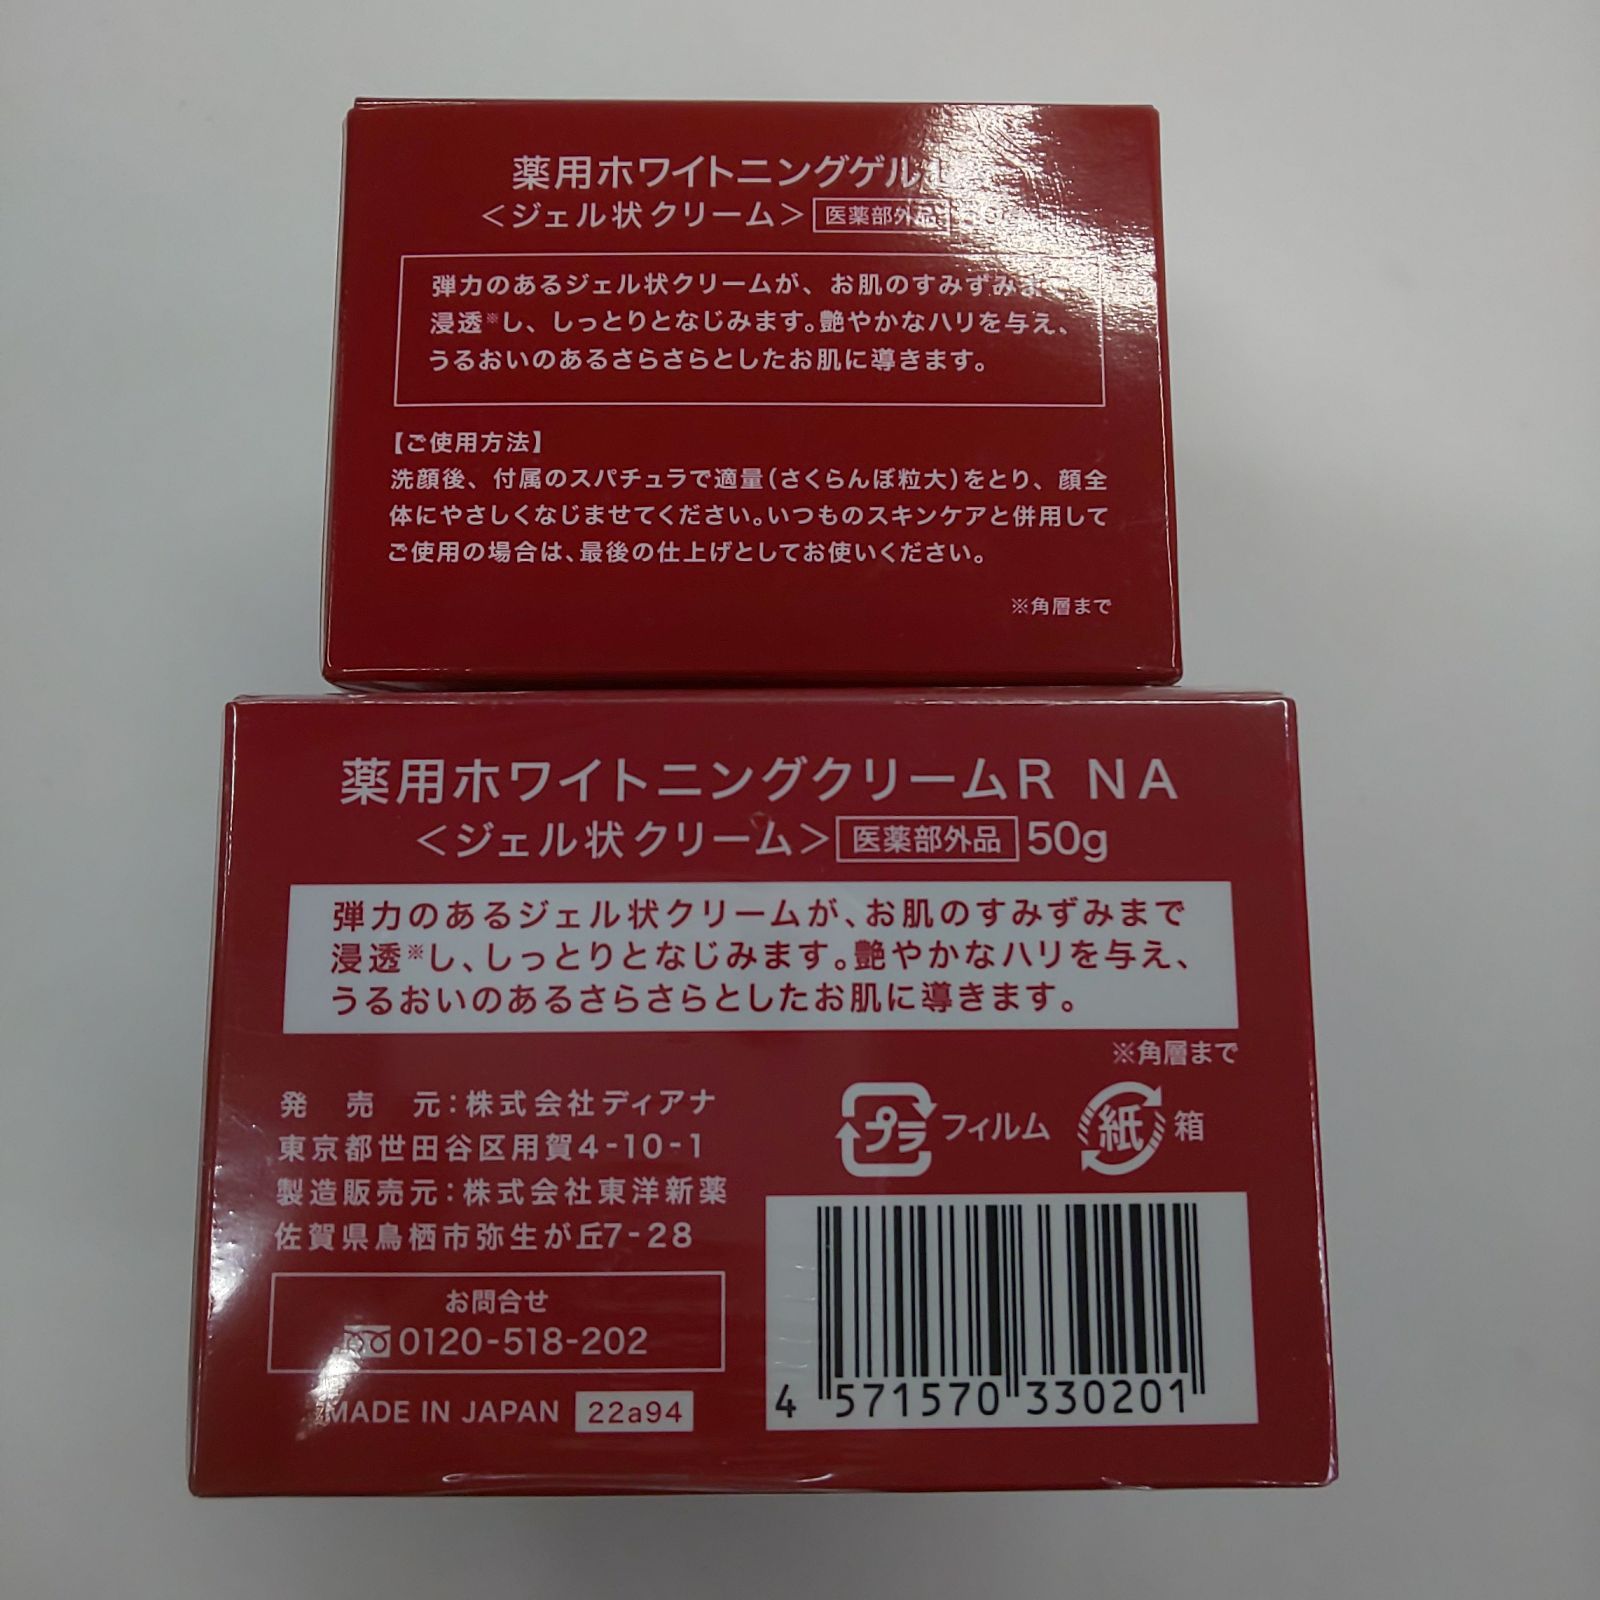 薬用ホワイトニングゲル
＜ジェル状クリーム＞ 医薬部外品
弾力のあるジェル状クリームが、お肌のすみずみま
浸透※し、しっとりとなじみます。艶やかなハリを与え、
うるおいのあるさらさらとしたお肌に導きます。
【ご使用方法】
洗顔後、付属のスパチュラで適量(さくらんぼ粒大)をとり、顔全
体にやさしくなじませてください。いつものスキンケアと併用して
ご使用の場合は、最後の仕上げとしてお使いください。
※角層まで
薬用ホワイトニングクリームR NA
＜ジェル状クリーム＞ 医薬部外品 50g
弾力のあるジェル状クリームが、お肌のすみずみまで
浸透※し、しっとりとなじみます。艶やかなハリを与え、
うるおいのあるさらさらとしたお肌に導きます。
※角層まで
発 売 元：株式会社ディアナ
東京都世田谷区用賀4-10-1
製造販売元：株式会社東洋新薬
佐賀県鳥栖市弥生が丘7-28
お問合せ
0120-518-202
MADE IN JAPAN 22a94
プラ フィルム 紙 箱
4 571570 330201